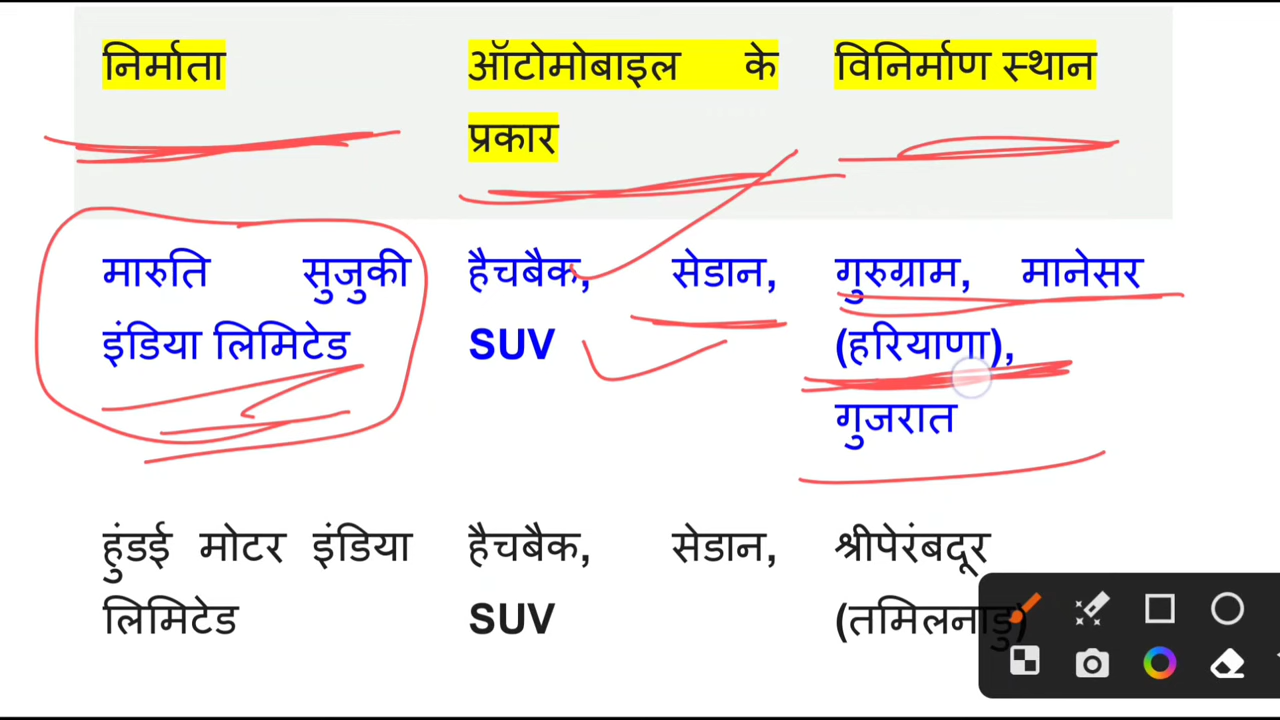 निर्माता ऑटोमोबाइल के विनिर्माण स्थान
प्रकार
मारुति सुजुकी हैचबैक, सेडान, गुरुग्राम, मानेसर
इंडिया लिमिटेड SUV (हरियाणा),
गुजरात
हुंडई मोटर इंडिया हैचबैक, सेडान, श्रीपेरंबदूर
लिमिटेड SUV (तमिलनाडु)